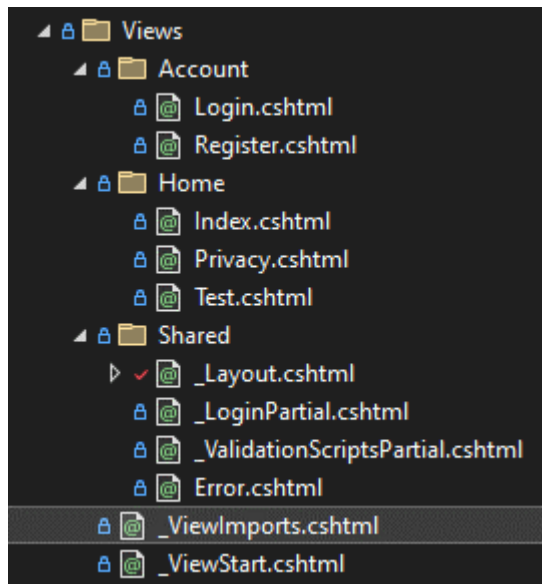 Views
Account
Login.cshtml
Register.cshtml
Home
Index.cshtml
Privacy.cshtml
Test.cshtml
Shared
_Layout.cshtml
_LoginPartial.cshtml
_ValidationScriptsPartial.cshtml
Error.cshtml
_ViewImports.cshtml
_ViewStart.cshtml